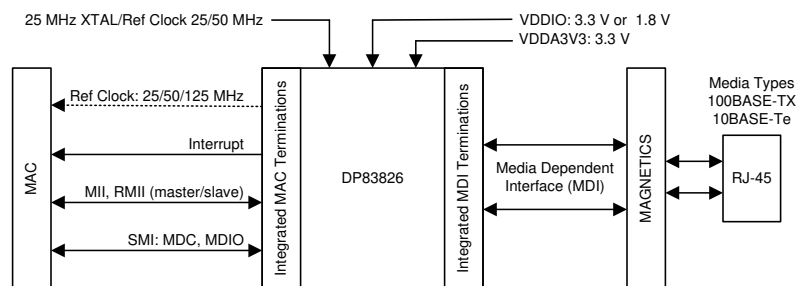 25 MHz XTAL/Ref Clock 25/50 MHz
VDDIO: 3.3 V or 1.8 V
VDDA3V3: 3.3 V
MAC
Ref Clock: 25/50/125 MHz
Interrupt
MII, RMII (master/slave)
SMI: MDC, MDIO
Integrated MAC Terminations
DP83826
Integrated MDI Terminations
Media Dependent
Interface (MDI)
MAGNETICS
Media Types
100BASE-TX
10BASE-Te
RJ-45